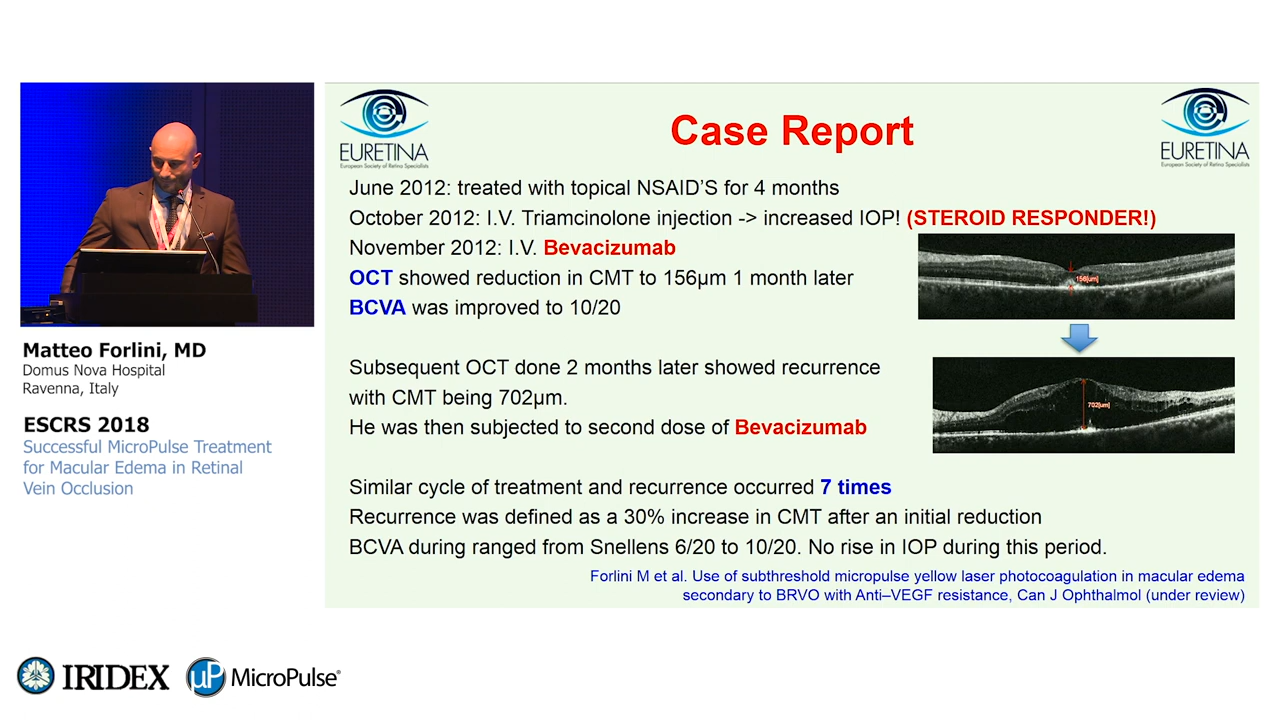 EURETINA
European Society of Retina Specialists
Case Report
EURETINA
European Society of Retina Specialists
June 2012: treated with topical NSAID'S for 4 months
October 2012: I.V. Triamcinolone injection -> increased IOP! (STEROID RESPONDER!)
November 2012: I.V. Bevacizumab
OCT showed reduction in CMT to 156µm 1 month later
BCVA was improved to 10/20
156[um]
Subsequent OCT done 2 months later showed recurrence
with CMT being 702µm.
He was then subjected to second dose of Bevacizumab
702[um]
Similar cycle of treatment and recurrence occurred 7 times
Recurrence was defined as a 30% increase in CMT after an initial reduction
BCVA during ranged from Snellens 6/20 to 10/20. No rise in IOP during this period.
Forlini M et al. Use of subthreshold micropulse yellow laser photocoagulation in macular edema
secondary to BRVO with Anti–VEGF resistance, Can J Ophthalmol (under review)
Matteo Forlini, MD
Domus Nova Hospital
Ravenna, Italy
ESCRS 2018
Successful MicroPulse Treatment
for Macular Edema in Retinal
Vein Occlusion
IRIDEX
µP MicroPulse®